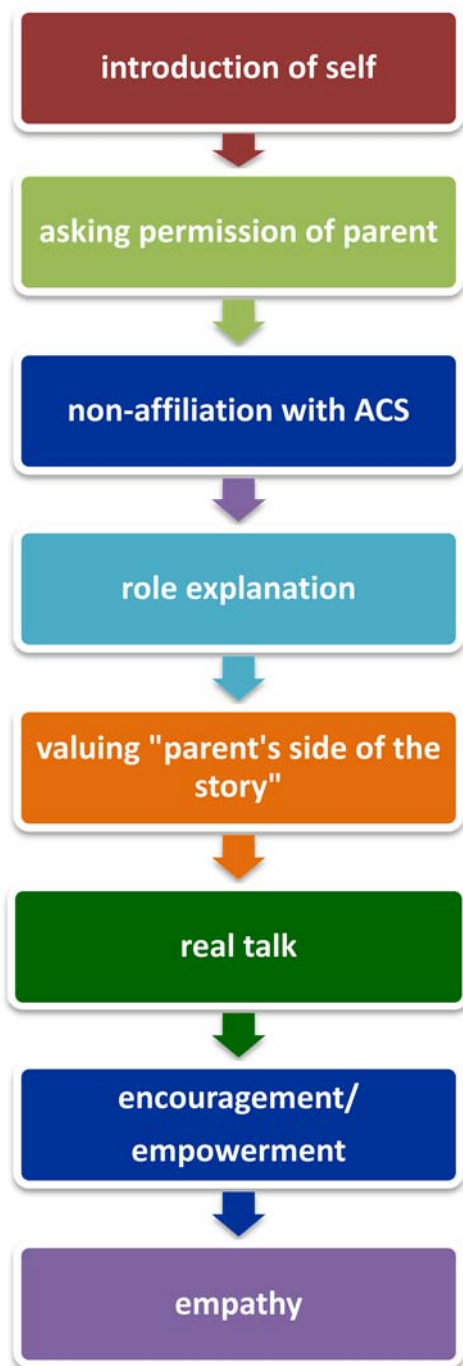 introduction of self
asking permission of parent
non-affiliation with ACS
role explanation
valuing "parent's side of the
story"
real talk
encouragement/
empowerment
empathy